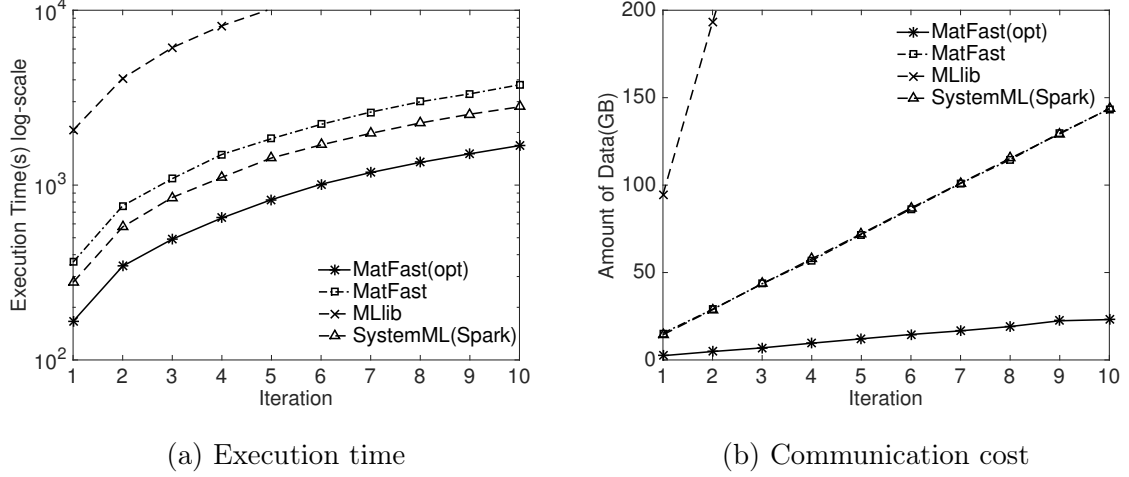 10^4
10^3
10^2
Execution Time(s) log-scale
MatFast(opt)
MatFast
MLlib
SystemML(Spark)
1 2 3 4 5 6 7 8 9 10
Iteration
(a) Execution time
200
150
100
50
0
Amount of Data(GB)
MatFast(opt)
MatFast
MLlib
SystemML(Spark)
1 2 3 4 5 6 7 8 9 10
Iteration
(b) Communication cost